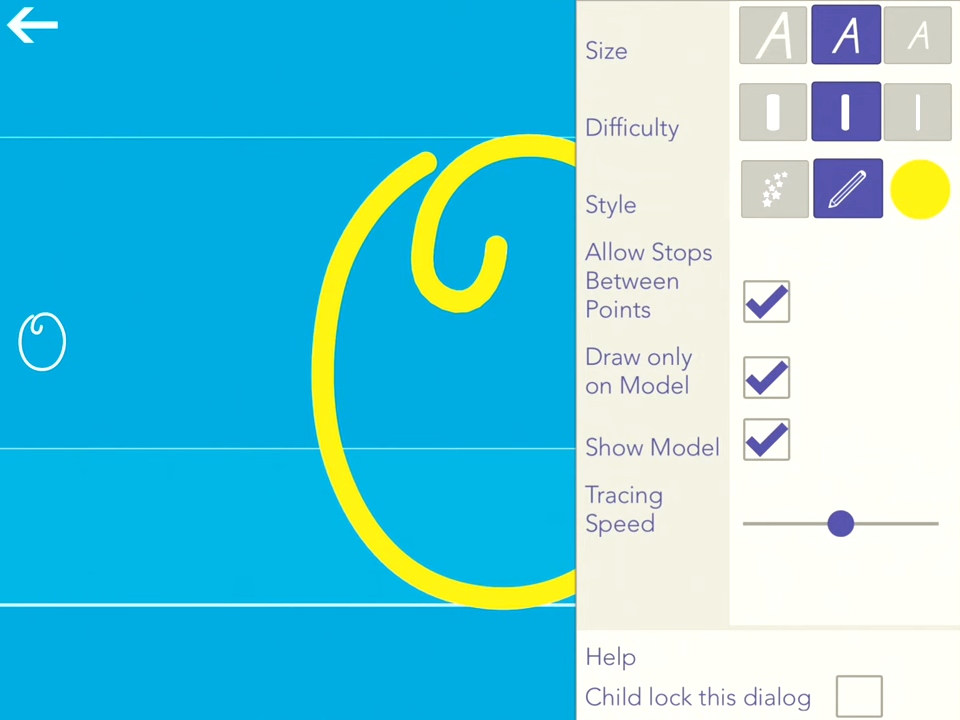 Size
A A A
Difficulty
Style
Allow Stops
Between
Points
Draw only
on Model
Show Model
Tracing
Speed
O
O
Help
Child lock this dialog